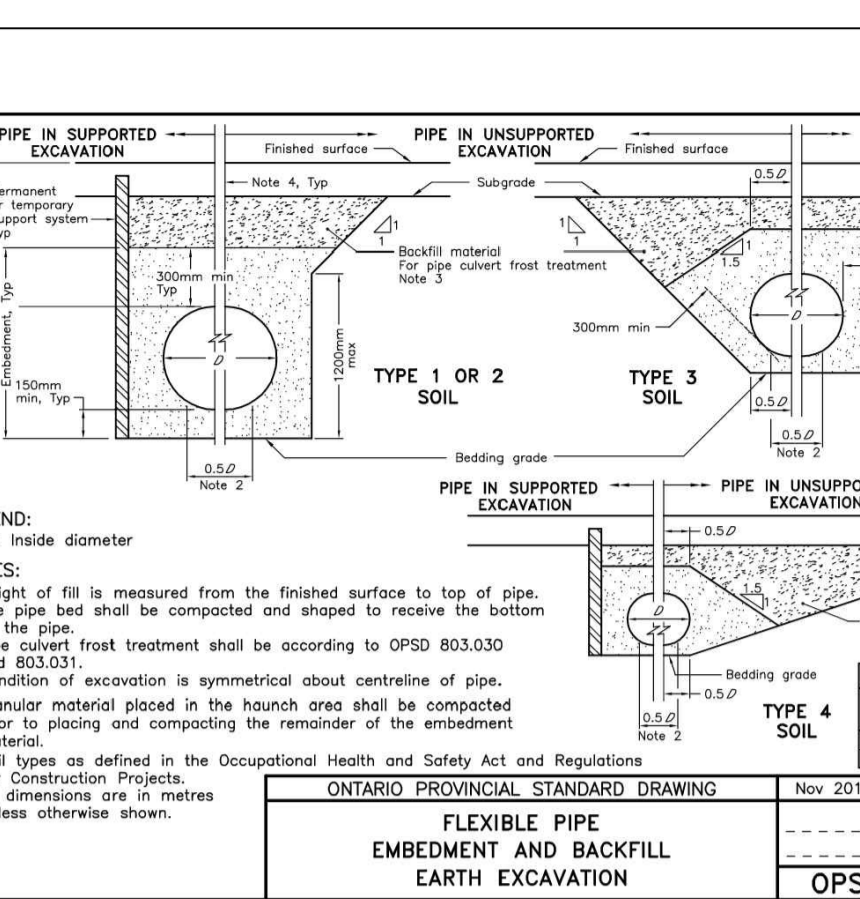 PIPE IN SUPPORTED
EXCAVATION
PIPE IN UNSUPPORTED
EXCAVATION
Finished surface
Finished surface
0.5D
ermanent
r temporary
upport system
yp
Note 4, Typ
Subgrade
1
1
1
1
Backfill material
For pipe culvert frost treatment
Note 3
1
1.5
300mm min
Typ
Embedment, Typ
300mm min
D
D
1200mm
max
TYPE 1 OR 2
SOIL
TYPE 3
SOIL
150mm
min, Typ
0.5D
0.5D
Note 2
Bedding grade
0.5D
Note 2
PIPE IN SUPPORTED
EXCAVATION
PIPE IN UNSUPPO
EXCAVATION
0.5D
1.5
1
D
Bedding grade
0.5D
0.5D
Note 2
TYPE 4
SOIL
END:
Inside diameter
ES:
ight of fill is measured from the finished surface to top of pipe.
e pipe bed shall be compacted and shaped to receive the bottom
the pipe.
e culvert frost treatment shall be according to OPSD 803.030
d 803.031.
ndition of excavation is symmetrical about centreline of pipe.
anular material placed in the haunch area shall be compacted
or to placing and compacting the remainder of the embedment
aterial.
il types as defined in the Occupational Health and Safety Act and Regulations
r Construction Projects.
dimensions are in metres
less otherwise shown.
ONTARIO PROVINCIAL STANDARD DRAWING
Nov 201
FLEXIBLE PIPE
EMBEDMENT AND BACKFILL
EARTH EXCAVATION
OPS